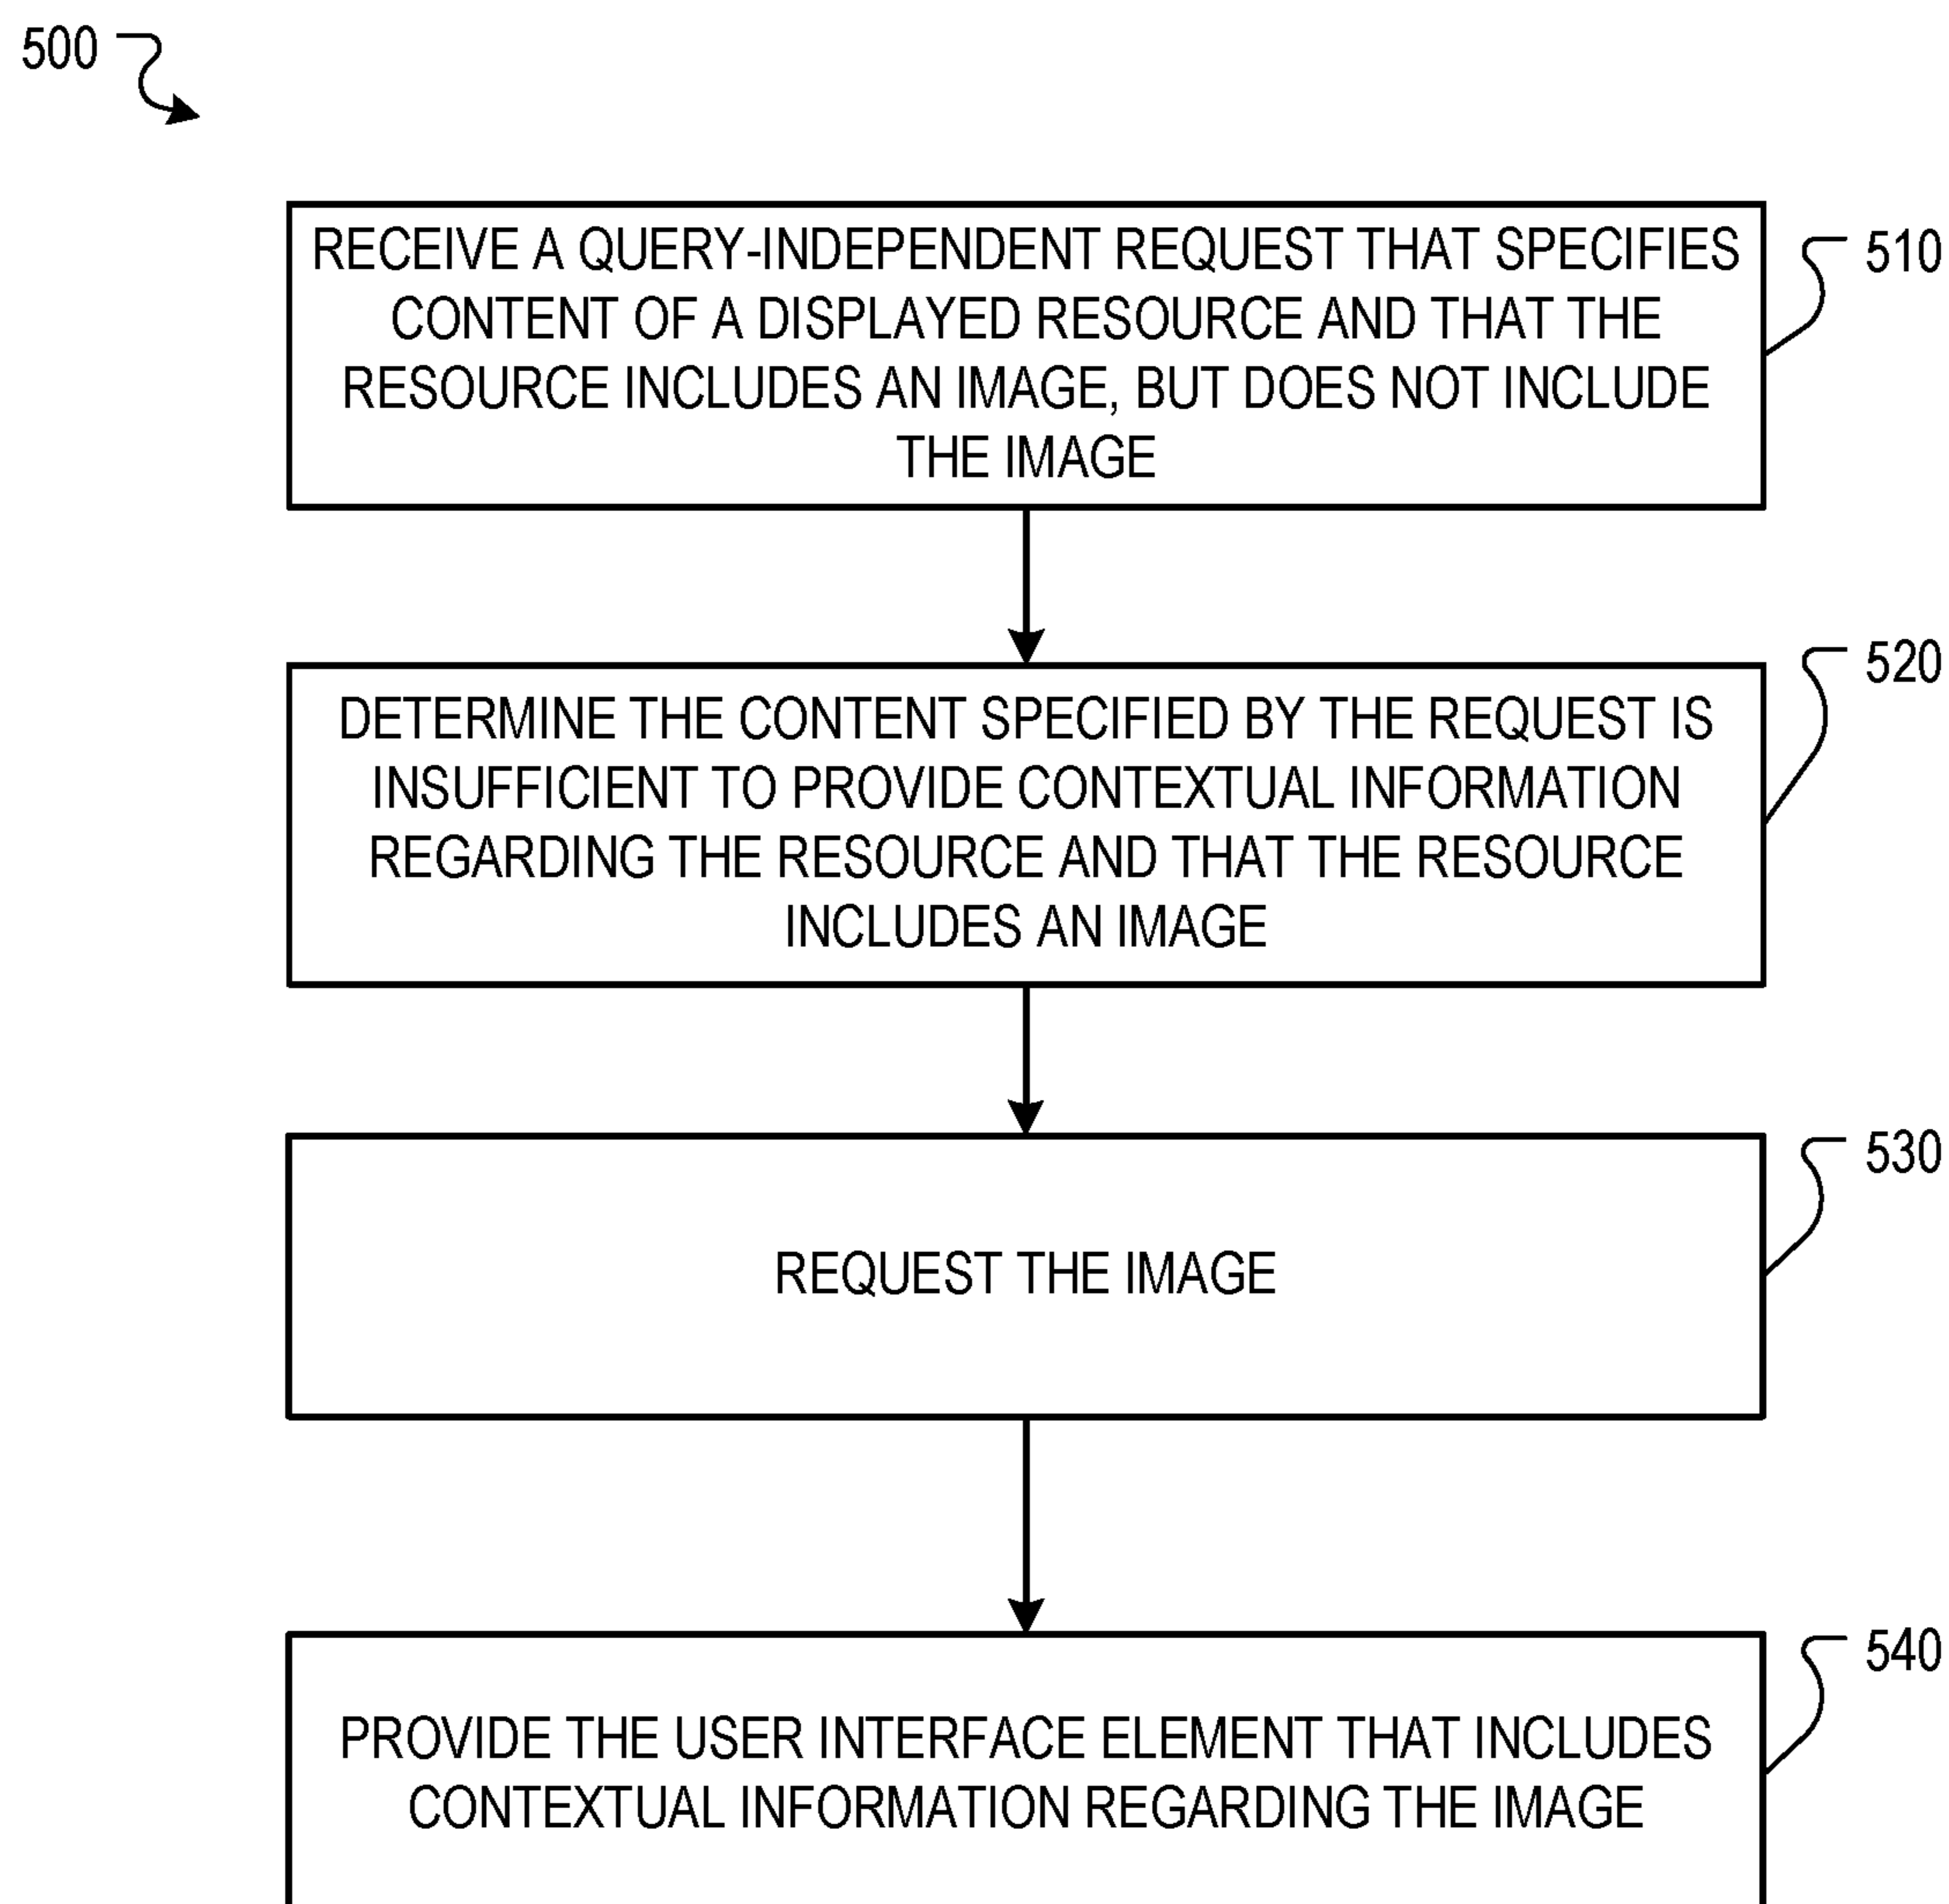 500
RECEIVE A QUERY-INDEPENDENT REQUEST THAT SPECIFIES
CONTENT OF A DISPLAYED RESOURCE AND THAT THE
RESOURCE INCLUDES AN IMAGE, BUT DOES NOT INCLUDE
THE IMAGE
510
DETERMINE THE CONTENT SPECIFIED BY THE REQUEST IS
INSUFFICIENT TO PROVIDE CONTEXTUAL INFORMATION
REGARDING THE RESOURCE AND THAT THE RESOURCE
INCLUDES AN IMAGE
520
REQUEST THE IMAGE
530
PROVIDE THE USER INTERFACE ELEMENT THAT INCLUDES
CONTEXTUAL INFORMATION REGARDING THE IMAGE
540